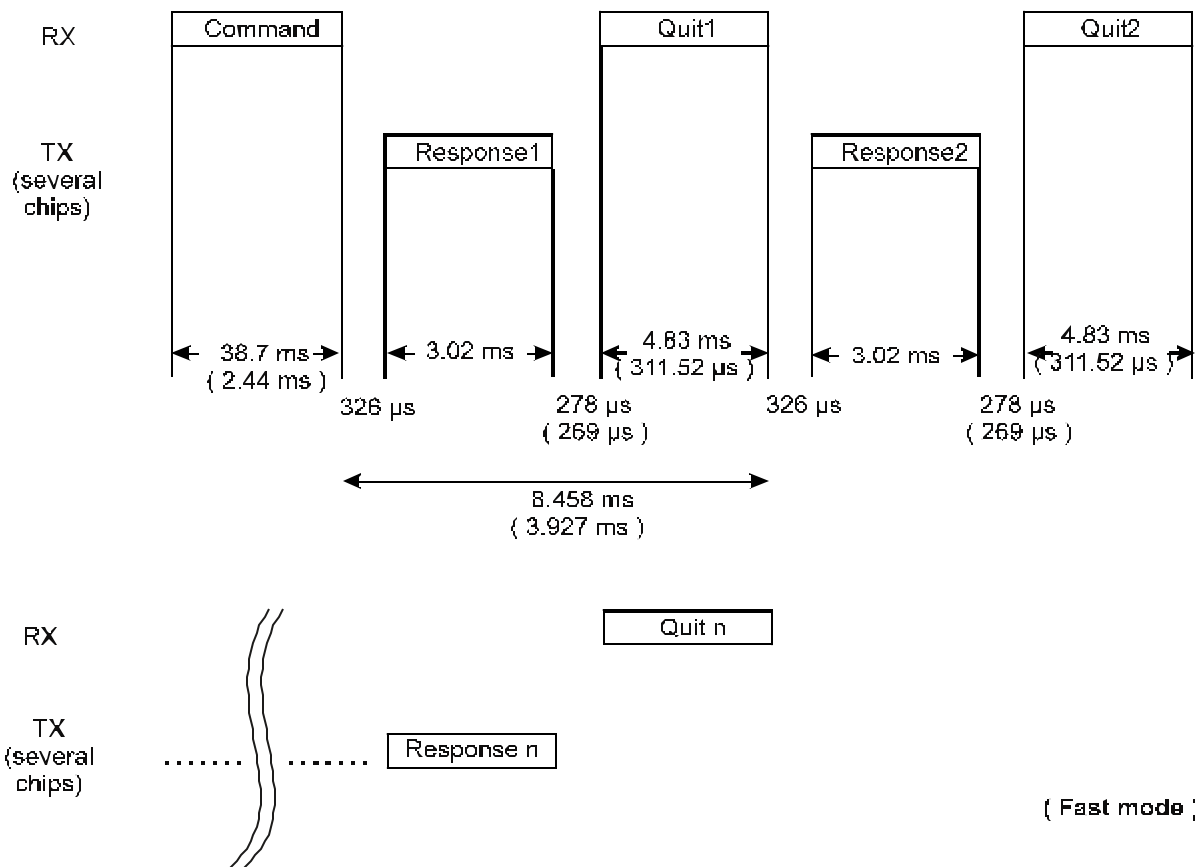 RX
Command
Quit1
Quit2
TX
(several
chips)
Response1
Response2
38.7 ms
( 2.44 ms )
3.02 ms
4.83 ms
( 311.52 µs )
3.02 ms
4.83 ms
( 311.52 µs )
326 µs
278 µs
( 269 µs )
326 µs
278 µs
( 269 µs )
8.458 ms
( 3.927 ms )
RX
Quit n
TX
(several
chips)
Response n
( Fast mode )